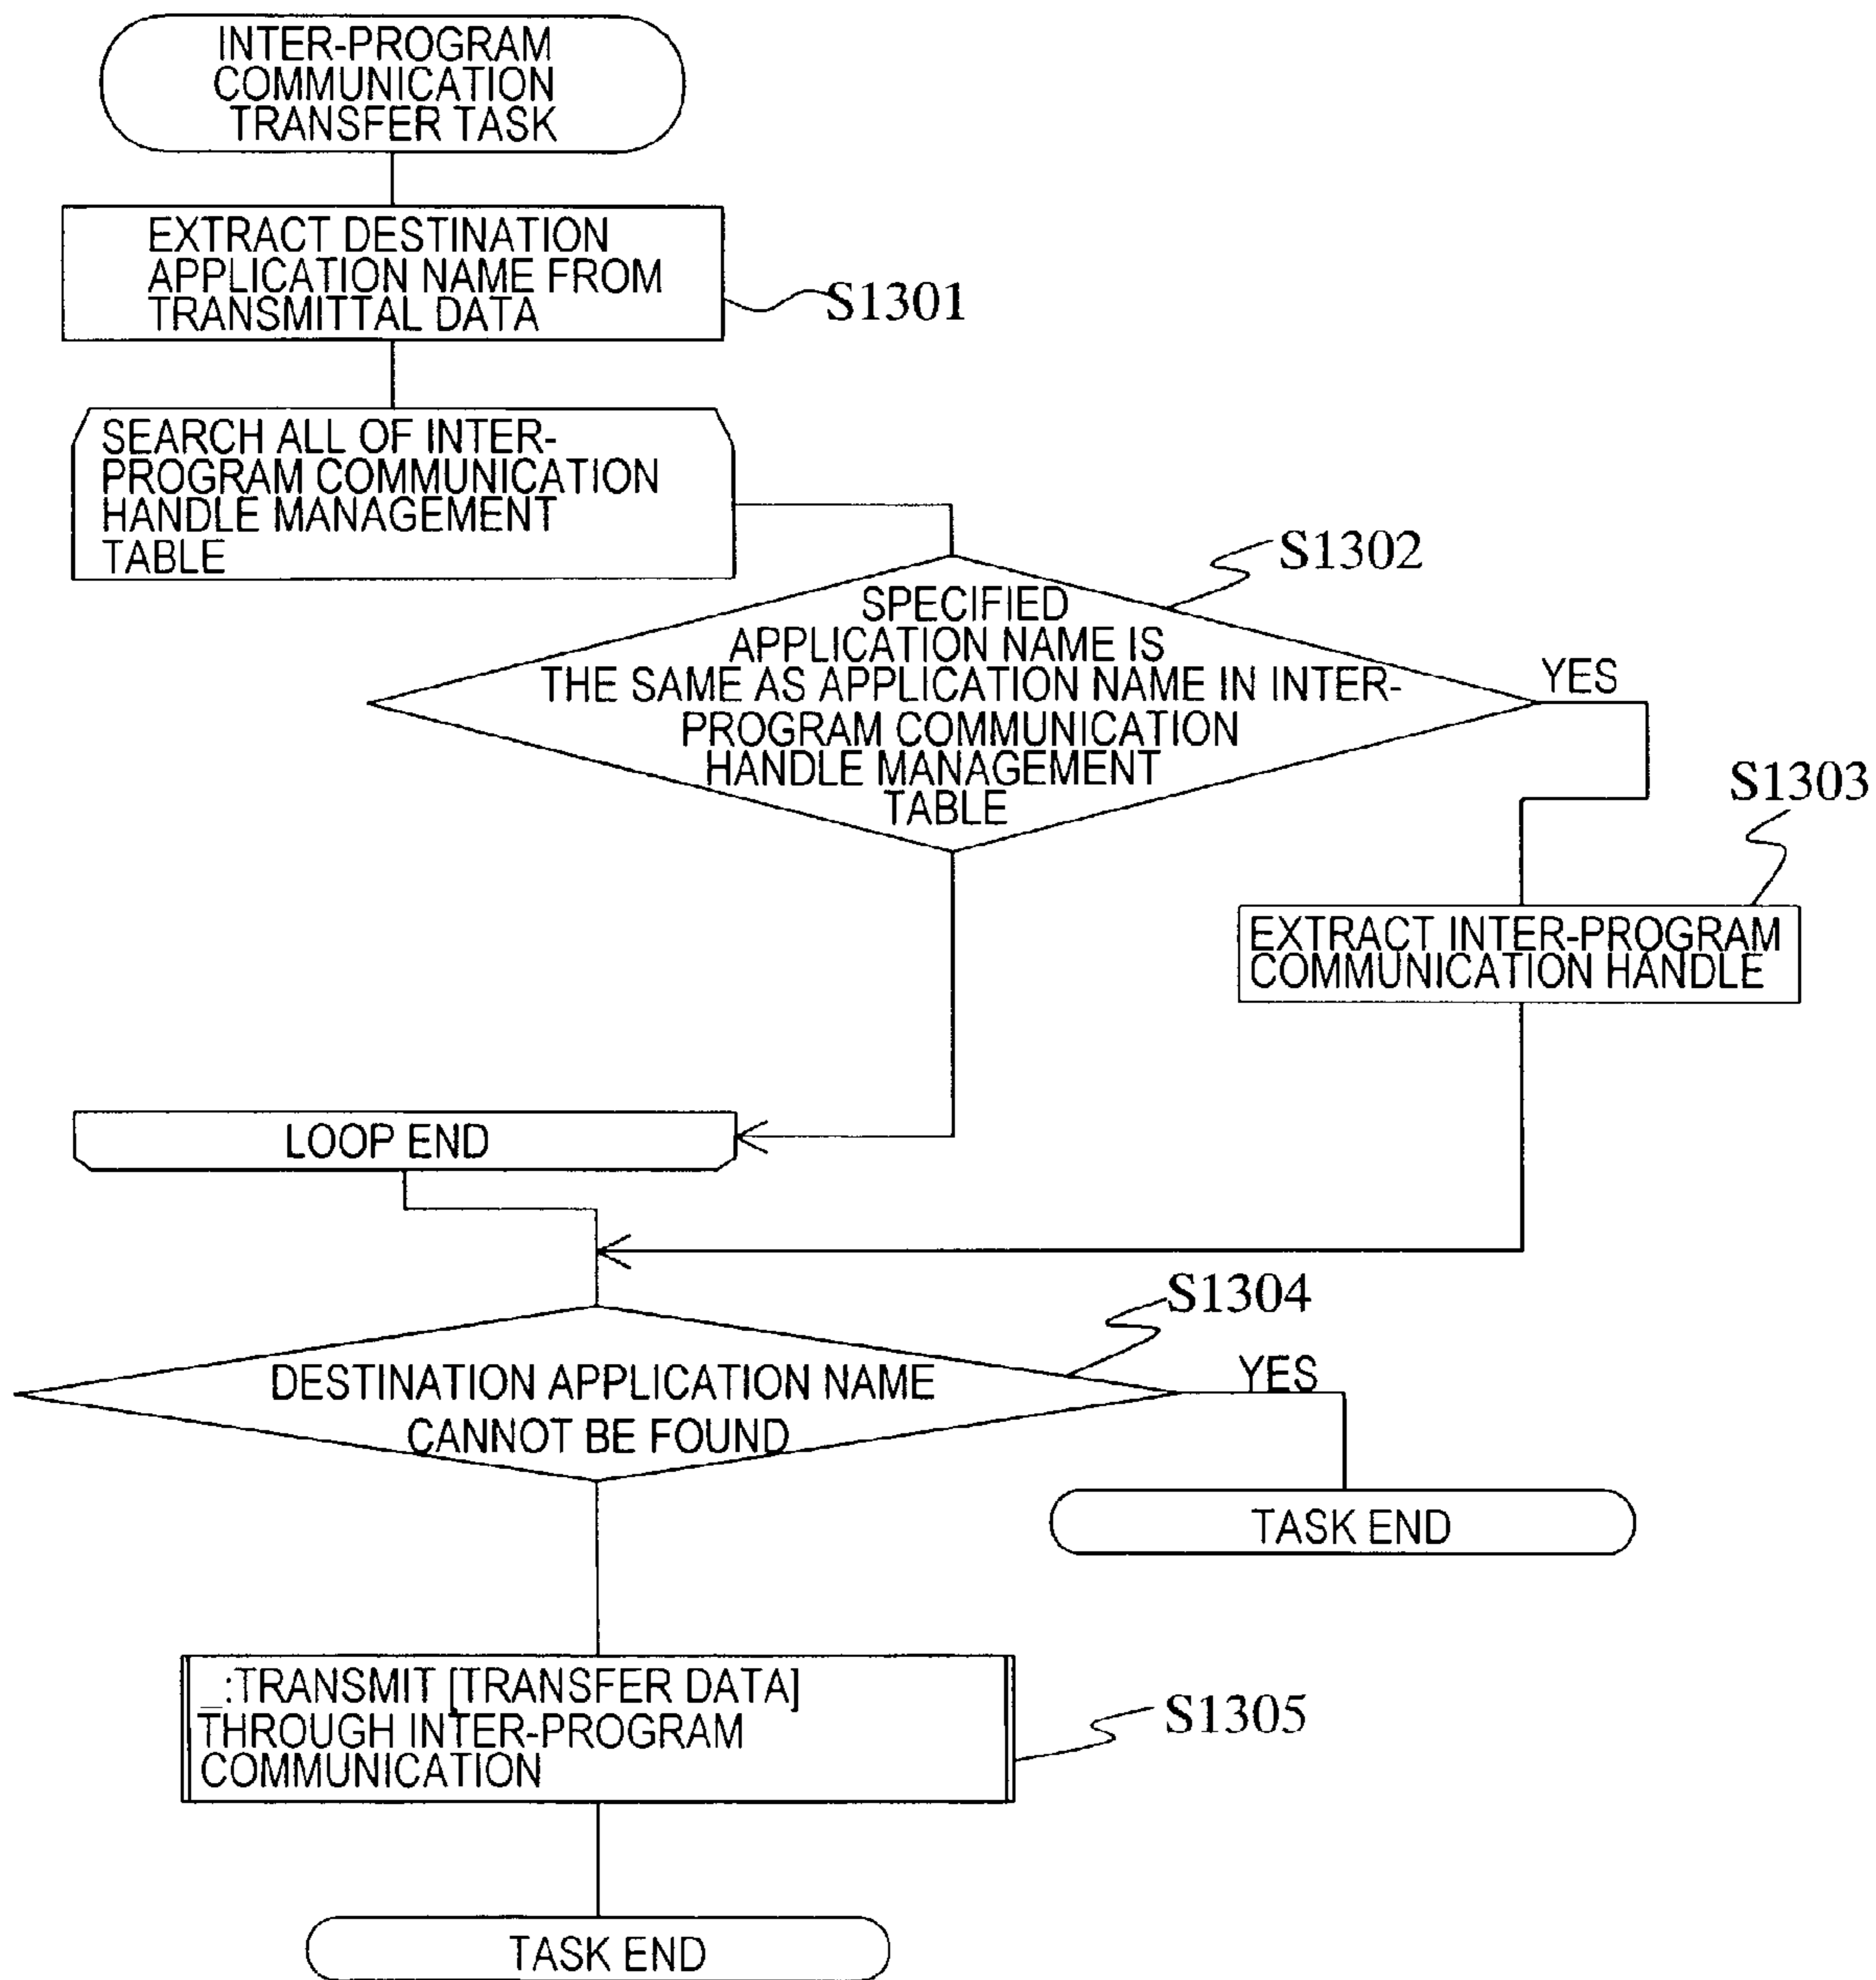 INTER-PROGRAM
COMMUNICATION
TRANSFER TASK
EXTRACT DESTINATION
APPLICATION NAME FROM
TRANSMITTAL DATA
S1301
SEARCH ALL OF INTER-
PROGRAM COMMUNICATION
HANDLE MANAGEMENT
TABLE
S1302
SPECIFIED
APPLICATION NAME IS
THE SAME AS APPLICATION NAME IN INTER-
PROGRAM COMMUNICATION
HANDLE MANAGEMENT
TABLE
YES
S1303
EXTRACT INTER-PROGRAM
COMMUNICATION HANDLE
LOOP END
S1304
DESTINATION APPLICATION NAME
CANNOT BE FOUND
YES
TASK END
_:TRANSMIT [TRANSFER DATA]
THROUGH INTER-PROGRAM
COMMUNICATION
S1305
TASK END